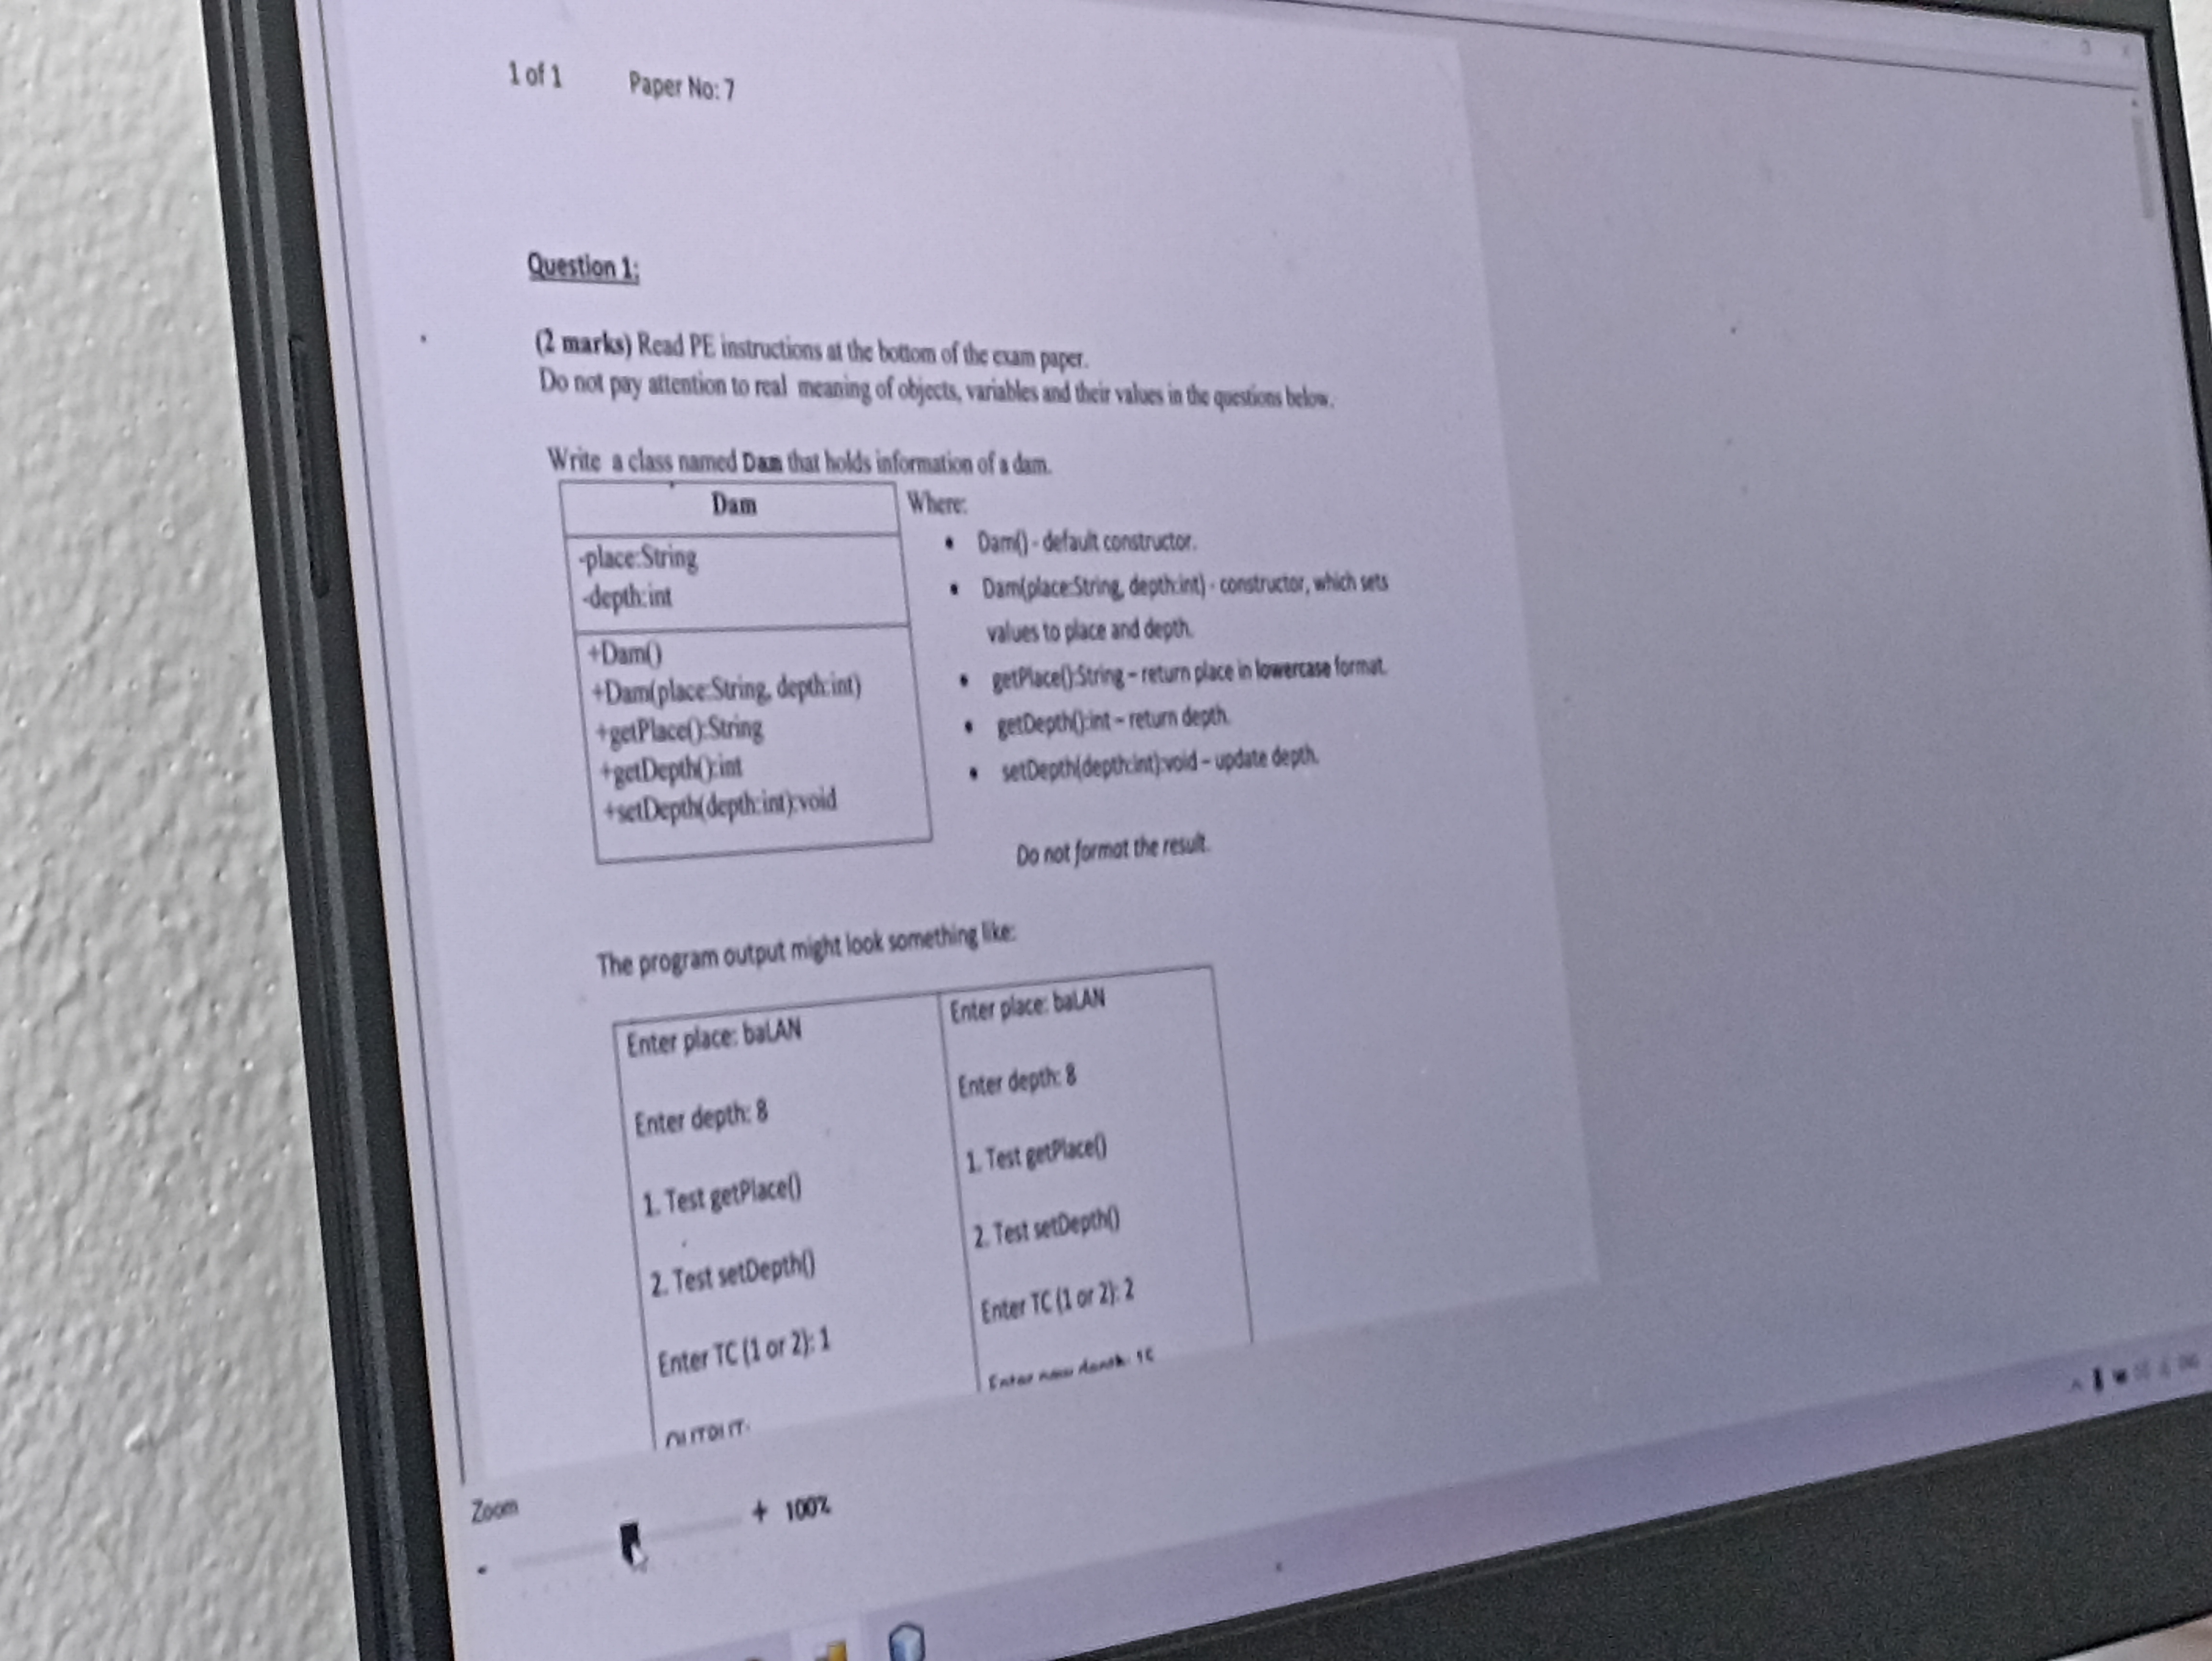 1 of 1 Paper No: 7
Question 1:
(2 marks) Read PE instructions at the bottom of the exam paper.
Do not pay attention to real meaning of objects, variables and their values in the questions below.
Write a class named Dam that holds information of a dam.
Dam
-place:String
-depth:int
+Dam()
+Dam(place:String, depth:int)
+getPlace():String
+getDepth():int
+setDepth(depth:int):void
Where:
• Dam() - default constructor.
• Dam(place:String, depth:int) - constructor, which sets
values to place and depth.
• getPlace():String – return place in lowercase format.
• getDepth():int – return depth.
• setDepth(depth:int):void – update depth.
Do not format the result.
The program output might look something like:
Enter place: baLAN
Enter depth: 8
1. Test getPlace()
2. Test setDepth()
Enter TC (1 or 2): 1
OUTPUT:
Enter place: baLAN
Enter depth: 8
1. Test getPlace()
2. Test setDepth()
Enter TC (1 or 2): 2
Enter new depth:
Zoom
- + 100%